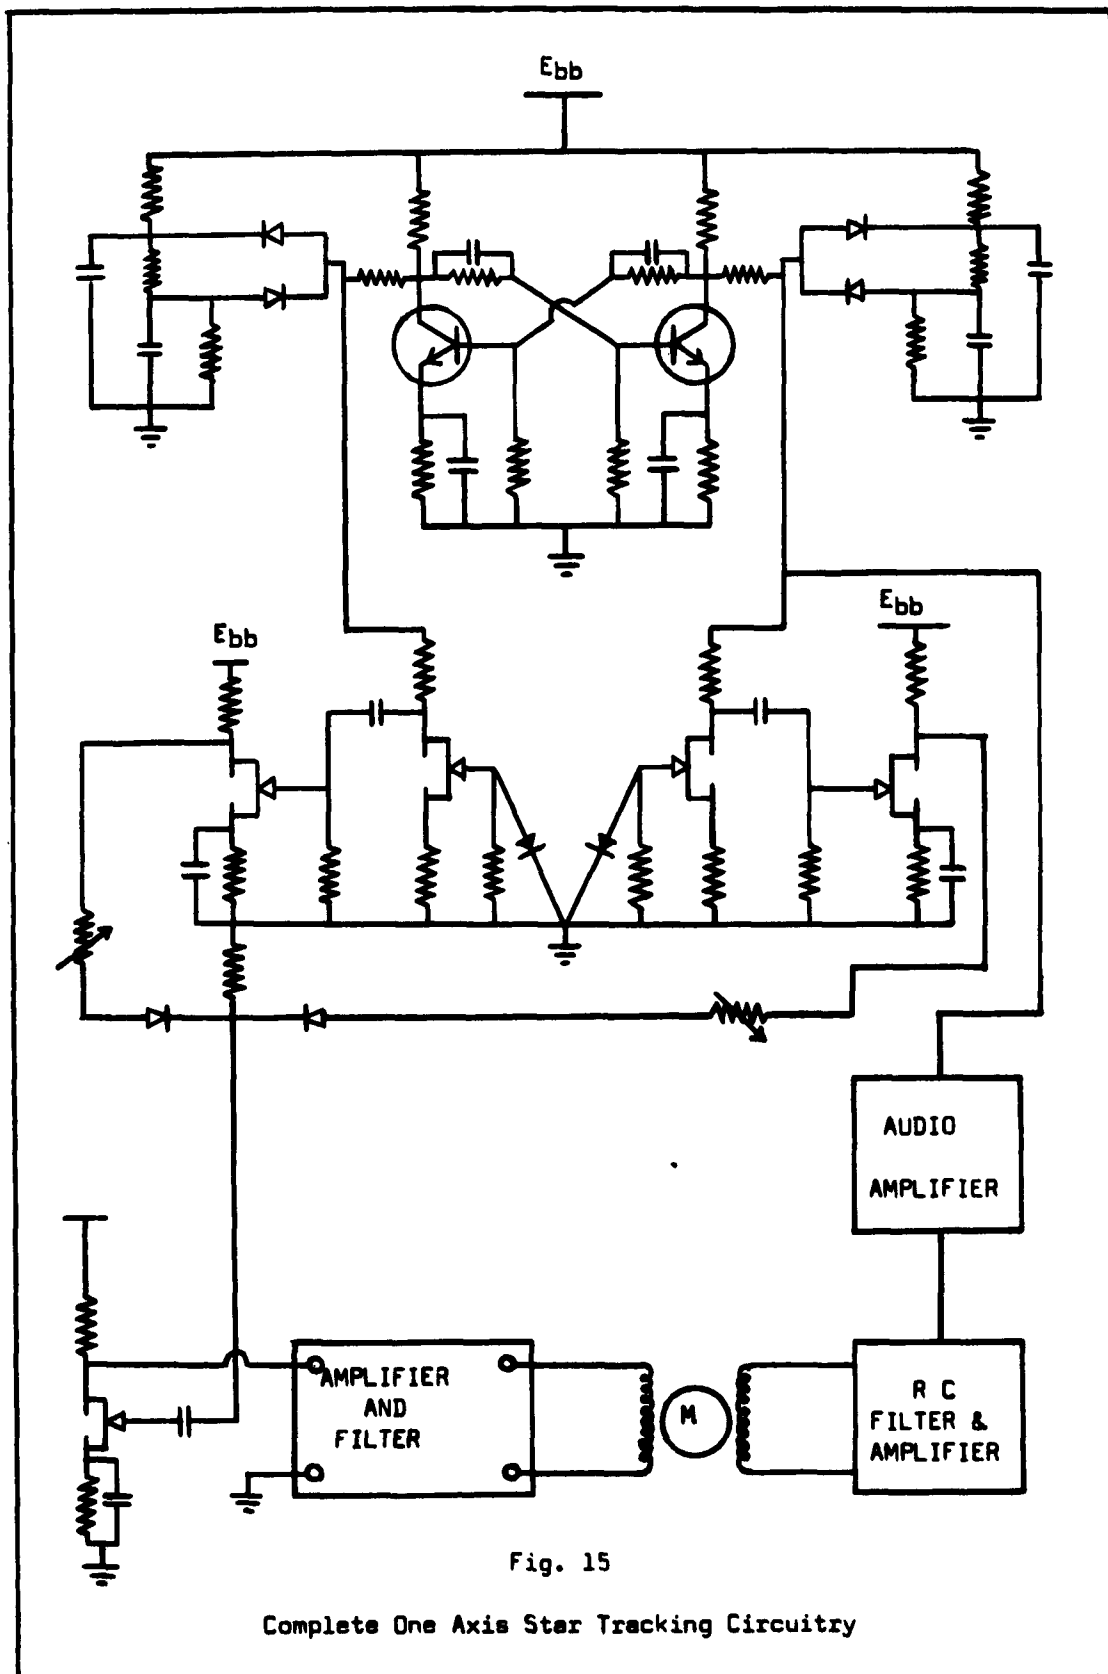 Ebb
Ebb
Ebb
AUDIO
AMPLIFIER
AMPLIFIER
AND
FILTER
M
R C
FILTER &
AMPLIFIER
Fig. 15
Complete One Axis Star Tracking Circuitry